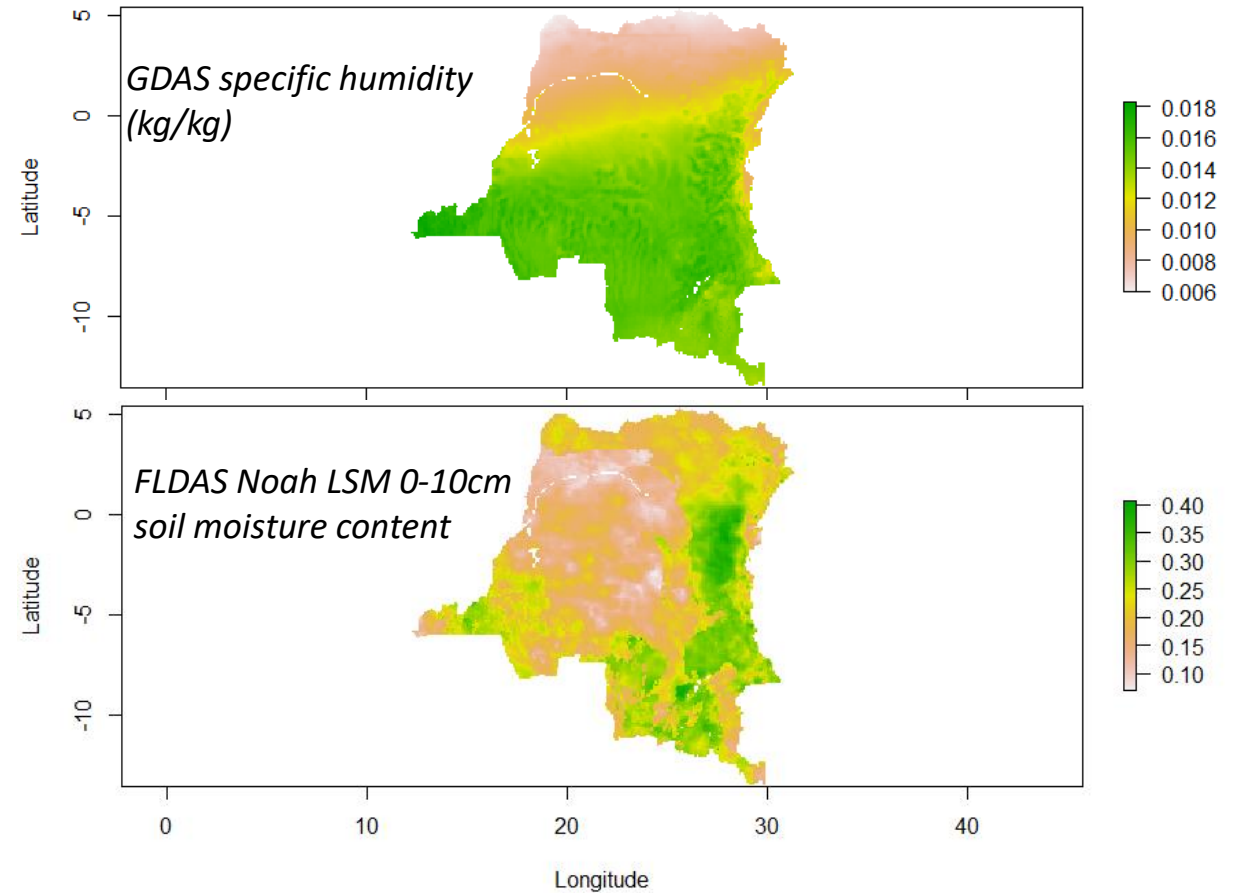 GDAS specific humidity
(kg/kg)
Latitude
5
0
-5
-10
0.018
0.016
0.014
0.012
0.010
0.008
0.006
FLDAS Noah LSM 0-10cm
soil moisture content
Latitude
5
0
-5
-10
0.40
0.35
0.30
0.25
0.20
0.15
0.10
0 10 20 30 40
Longitude